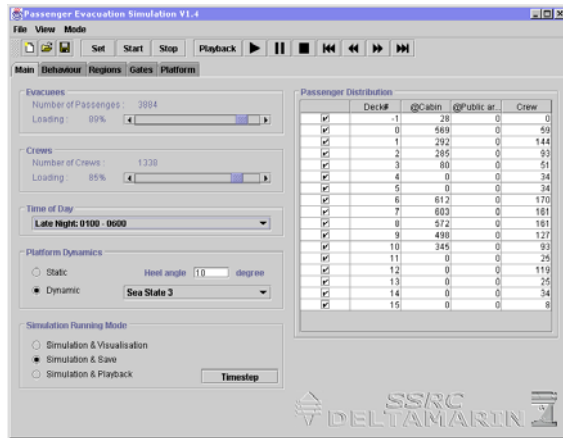 Passenger Evacuation Simulation V1.4
File View Mode
Set Start Stop Playback
Main Behaviour Regions Gates Platform
Evacuees
Number of Passenges : 3884
Loading : 89%
Crews
Number of Crews : 1338
Loading : 85%
Time of Day
Late Night: 0100 - 0600
Platform Dynamics
Static Heel angle 10 degree
Dynamic Sea State 3
Simulation Running Mode
Simulation & Visualisation
Simulation & Save
Simulation & Playback Timestep
Passenger Distribution
Deck# @Cabin @Public ar... Crew
-1 28 0 0
0 569 0 59
1 292 0 144
2 285 0 93
3 80 0 51
4 0 0 34
5 0 0 34
6 612 0 170
7 603 0 161
8 572 0 161
9 498 0 127
10 345 0 93
11 0 0 25
12 0 0 119
13 0 0 25
14 0 0 34
15 0 0 8
SSRC
DELTAMARIN